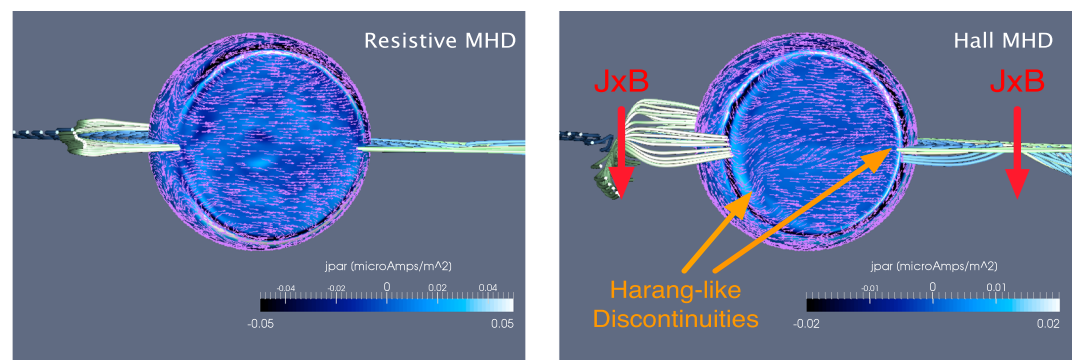 Resistive MHD
jpar [microAmps/m^2]
-0.04 -0.02 0 0.02 0.04
-0.05 0.05
Hall MHD
JxB JxB
Harang-like
Discontinuities
jpar [microAmps/m^2]
-0.01 0 0.01
-0.02 0.02